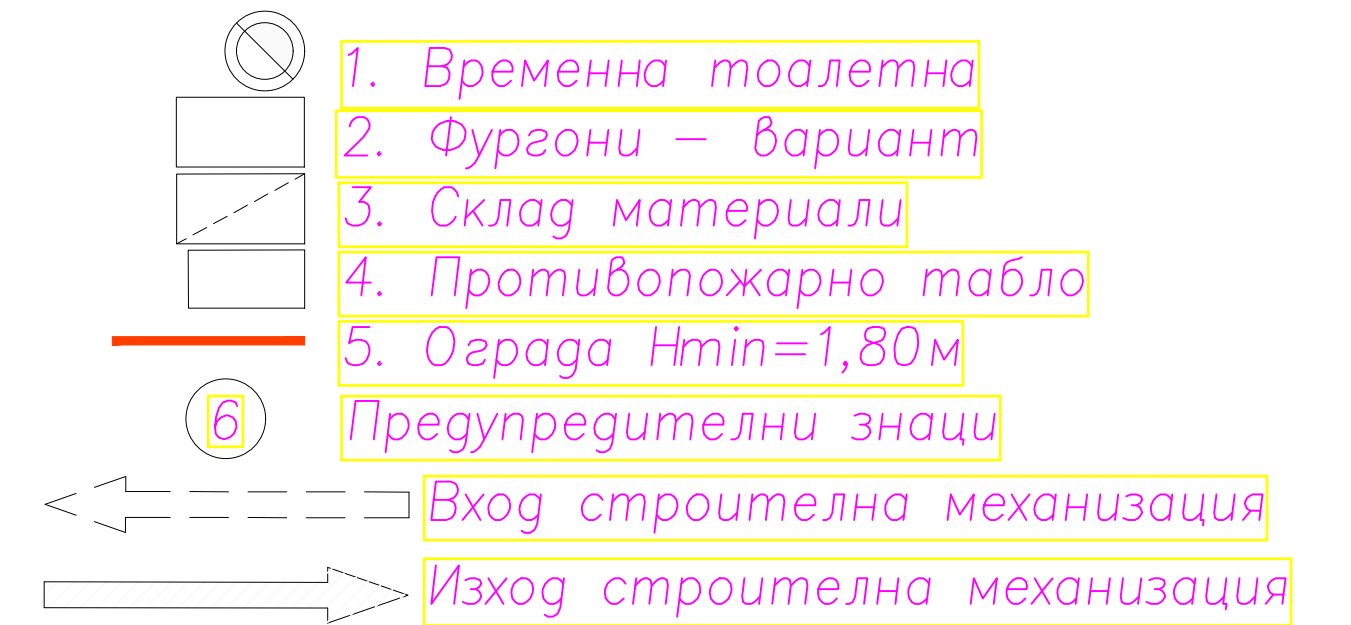 1. Временна тоалетна
2. Фургони – вариант
3. Склад материали
4. Противопожарно табло
5. Ограда Hmin=1,80м
6 Предупредителни знаци
Вход строителна механизация
Изход строителна механизация